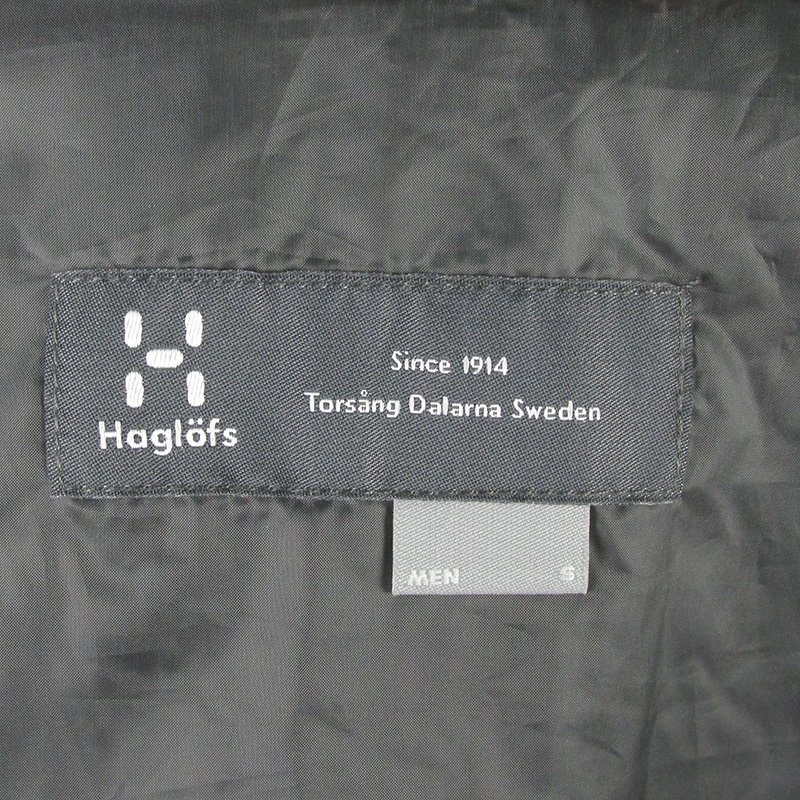 Since 1914
Torsång Dalarna Sweden
Haglöfs
MEN S